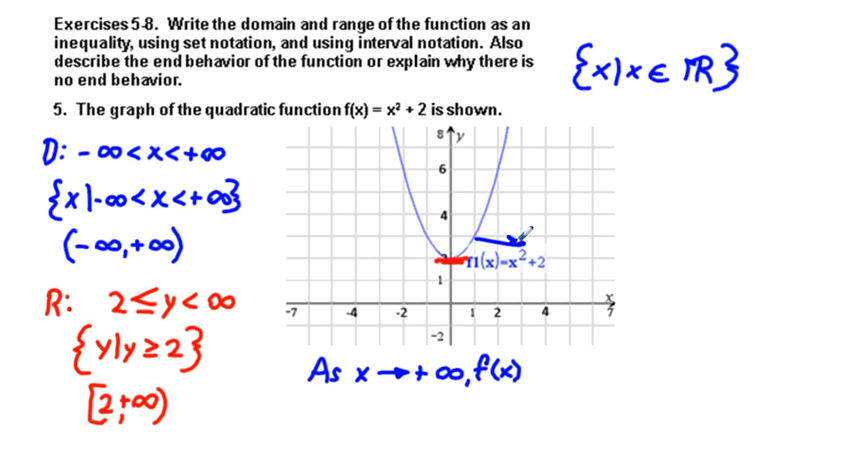 Exercises 5-8. Write the domain and range of the function as an
inequality, using set notation, and using interval notation. Also
describe the end behavior of the function or explain why there is
no end behavior.
{x|x ∈ ℝ}
5. The graph of the quadratic function f(x) = x² + 2 is shown.
D: -∞<x<+∞
{x|-∞<x<+∞}
(-∞,+∞)
R: 2≤y<∞
{y|y≥2}
[2,+∞)
8 y
6
4
f1(x)=x²+2
1
-7 -4 -2 1 2 4 7 x
-2
As x→+∞, f(x)